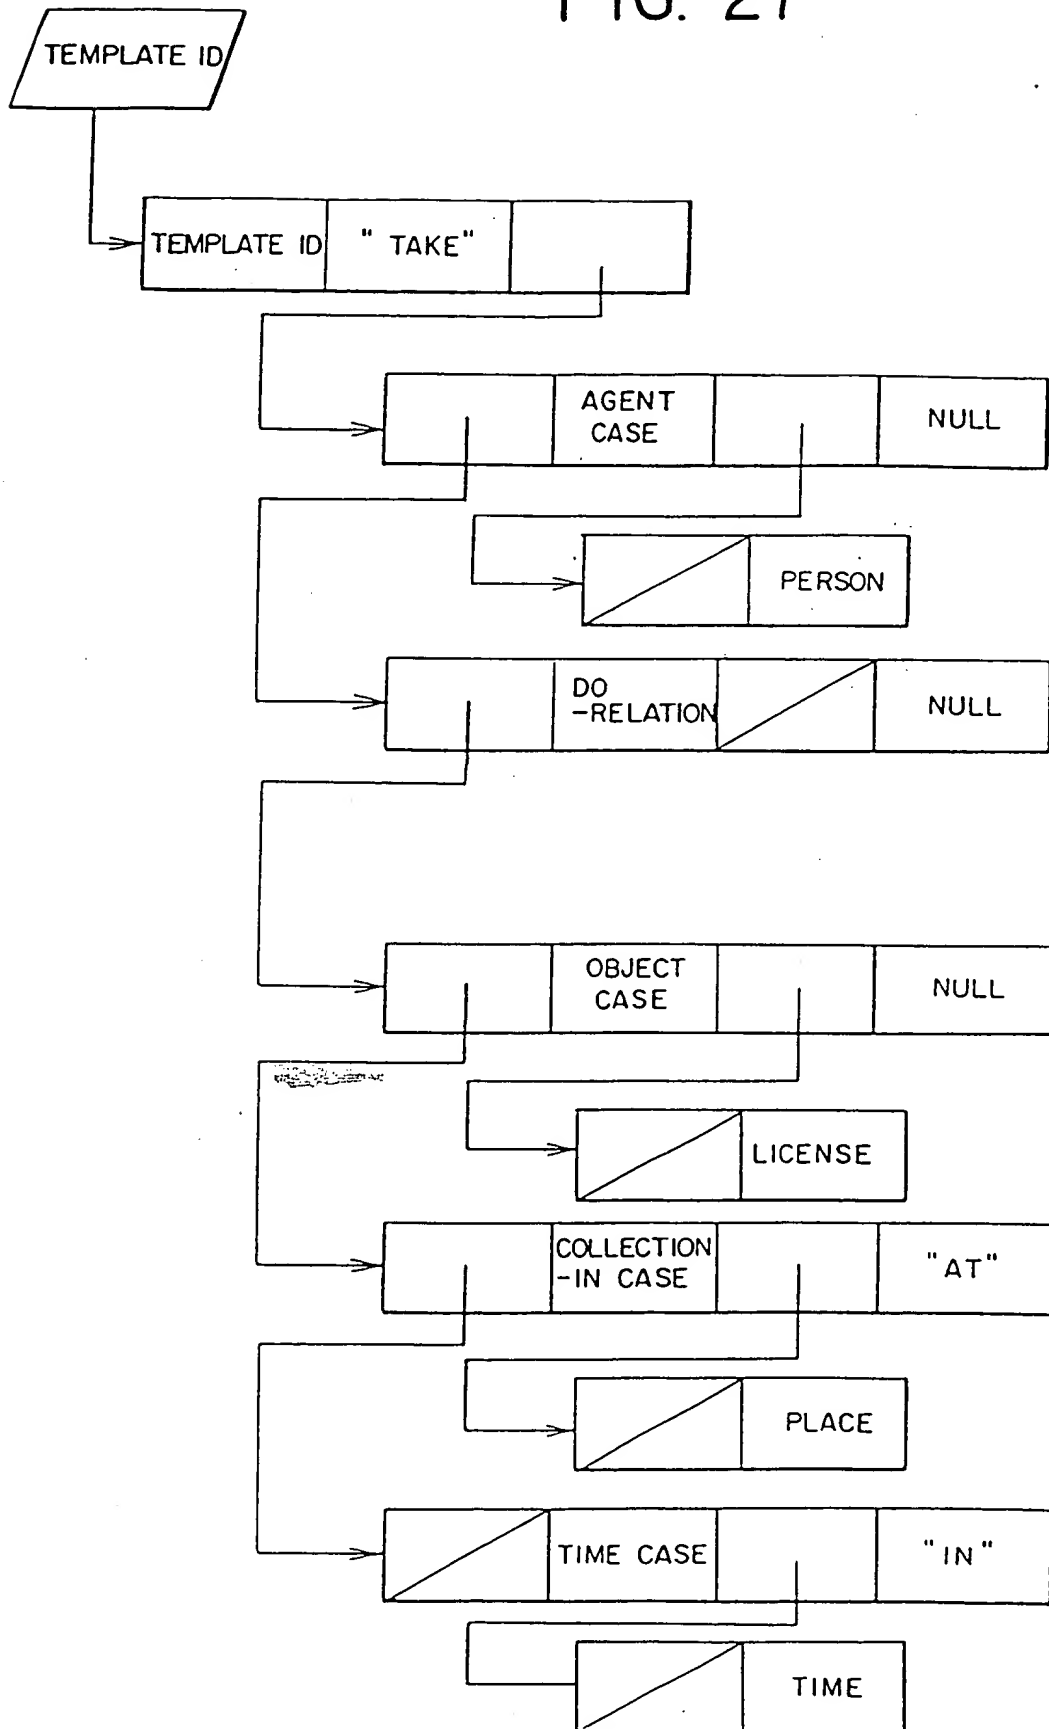 FIG. 27
TEMPLATE ID
TEMPLATE ID " TAKE"
AGENT
CASE
NULL
PERSON
DO
-RELATION
NULL
OBJECT
CASE
NULL
LICENSE
COLLECTION
-IN CASE
"AT"
PLACE
TIME CASE
"IN"
TIME